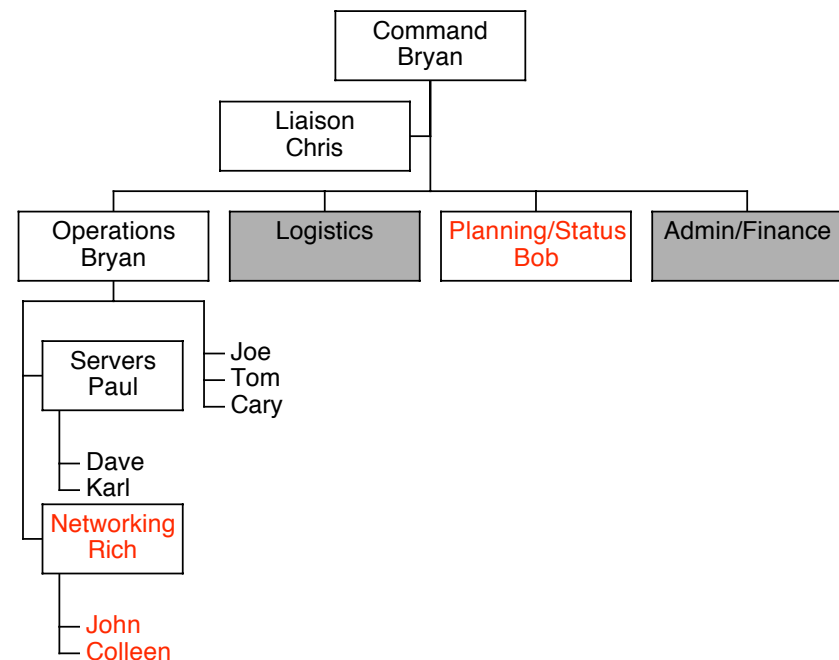 Command
Bryan
Liaison
Chris
Operations
Bryan
Logistics
Planning/Status
Bob
Admin/Finance
Servers
Paul
Joe
Tom
Cary
Dave
Karl
Networking
Rich
John
Colleen